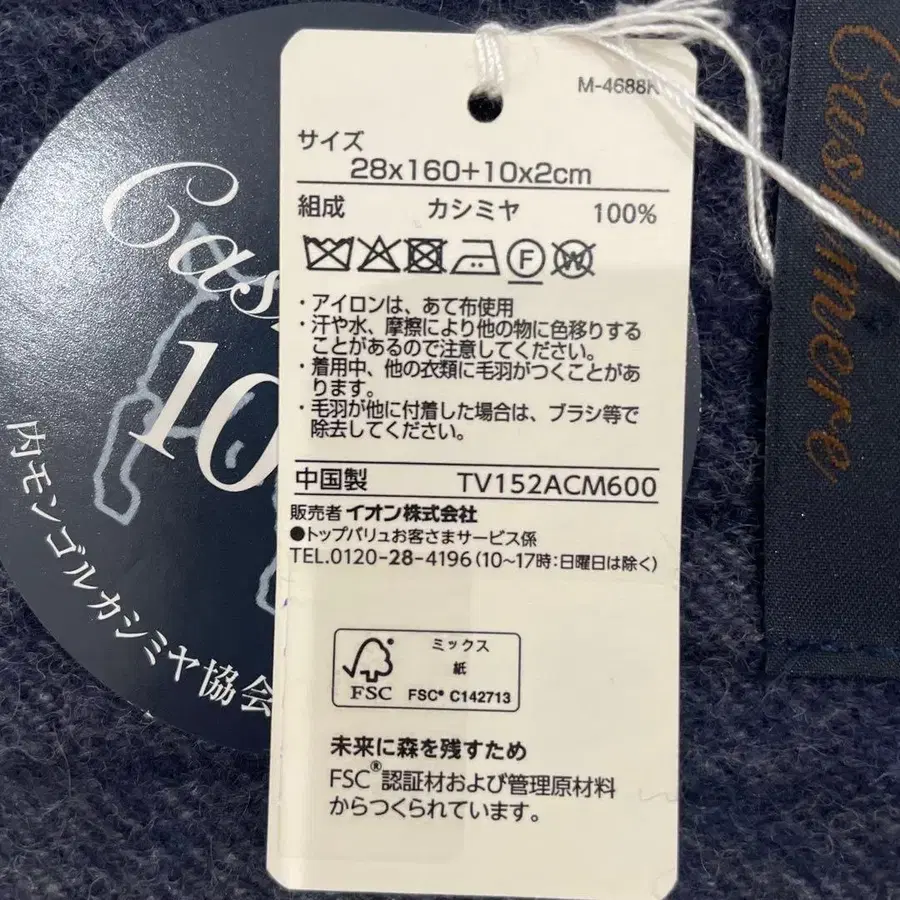 M-4688K
サイズ
28x160+10x2cm
組成 カシミヤ 100%
F W
・アイロンは、あて布使用
・汗や水、摩擦により他の物に色移りする
ことがあるので注意してください。
・着用中、他の衣類に毛羽がつくことがあ
ります。
・毛羽が他に付着した場合は、ブラシ等で
除去してください。
中国製 TV152ACM600
販売者 イオン株式会社
●トップバリュお客さまサービス係
TEL.0120-28-4196(10~17時:日曜日は除く)
FSC
ミックス
紙
FSC® C142713
未来に森を残すため
FSC®認証材および管理原材料
からつくられています。
Cas
10
内モンゴルカシミヤ協会
Cashmere